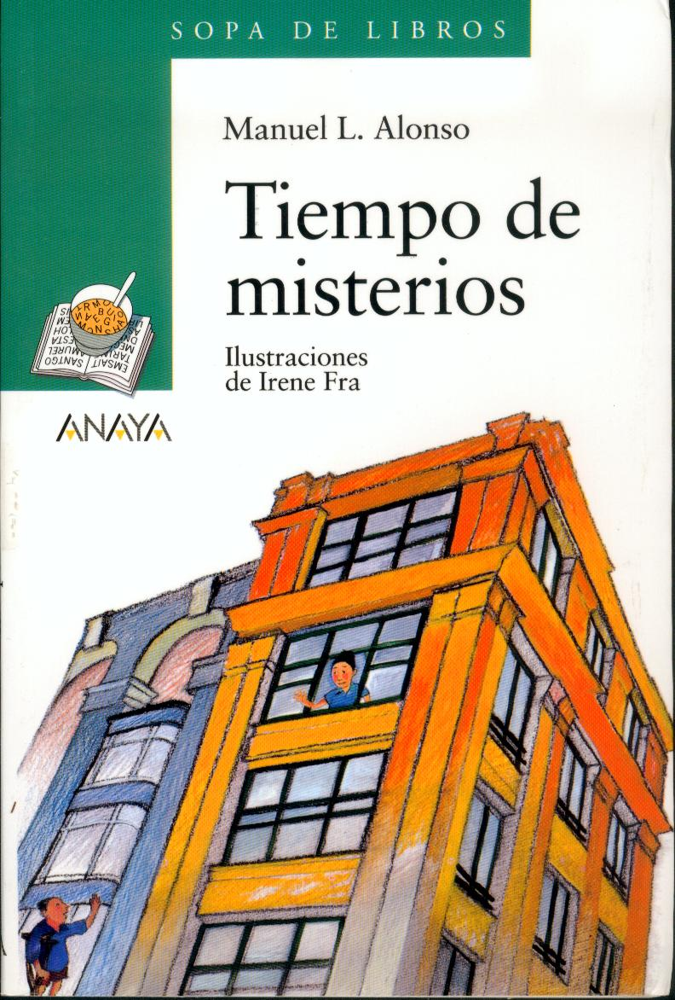 SOPA DE LIBROS
Manuel L. Alonso
Tiempo de
misterios
Ilustraciones
de Irene Fra
ANAYA